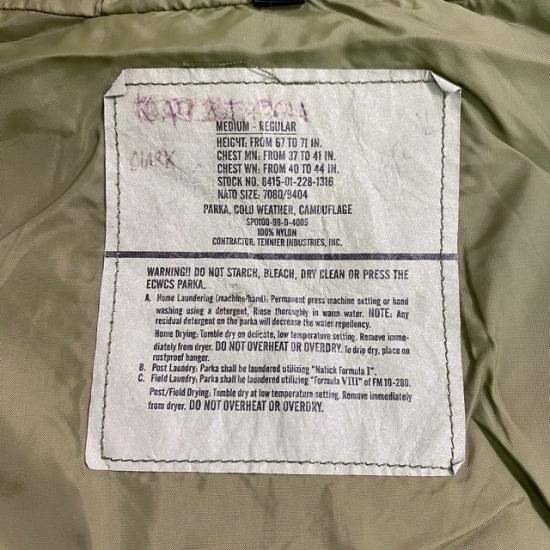 MEDIUM - REGULAR
HEIGHT: FROM 67 TO 71 IN.
CHEST MN: FROM 37 TO 41 IN.
CHEST WN: FROM 40 TO 44 IN.
STOCK NO. 8415-01-228-1316
NATO SIZE: 7080/9404
PARKA, COLD WEATHER, CAMOUFLAGE
SPO100-98-D-4005
100% NYLON
CONTRACTOR, TENNIER INDUSTRIES, INC.
WARNING!! DO NOT STARCH, BLEACH, DRY CLEAN OR PRESS THE
ECWCS PARKA.
A. Home Laundering (machine/hand): Permanent press machine setting or hand
washing using a detergent. Rinse thoroughly in warm water. NOTE: Any
residual detergent on the parka will decrease the water repellency.
Home Drying: Tumble dry on delicate, low temperature setting. Remove imme-
diately from dryer. DO NOT OVERHEAT OR OVERDRY. To drip dry, place on
rustproof hanger.
B. Post Laundry: Parka shall be laundered utilizing "Natick Formula I".
C. Field Laundry: Parka shall be laundered utilizing "Formula VIII" of FM 10-280.
Post/Field Drying: Tumble dry at low temperature setting. Remove immediately
from dryer. DO NOT OVERHEAT OR OVERDRY.